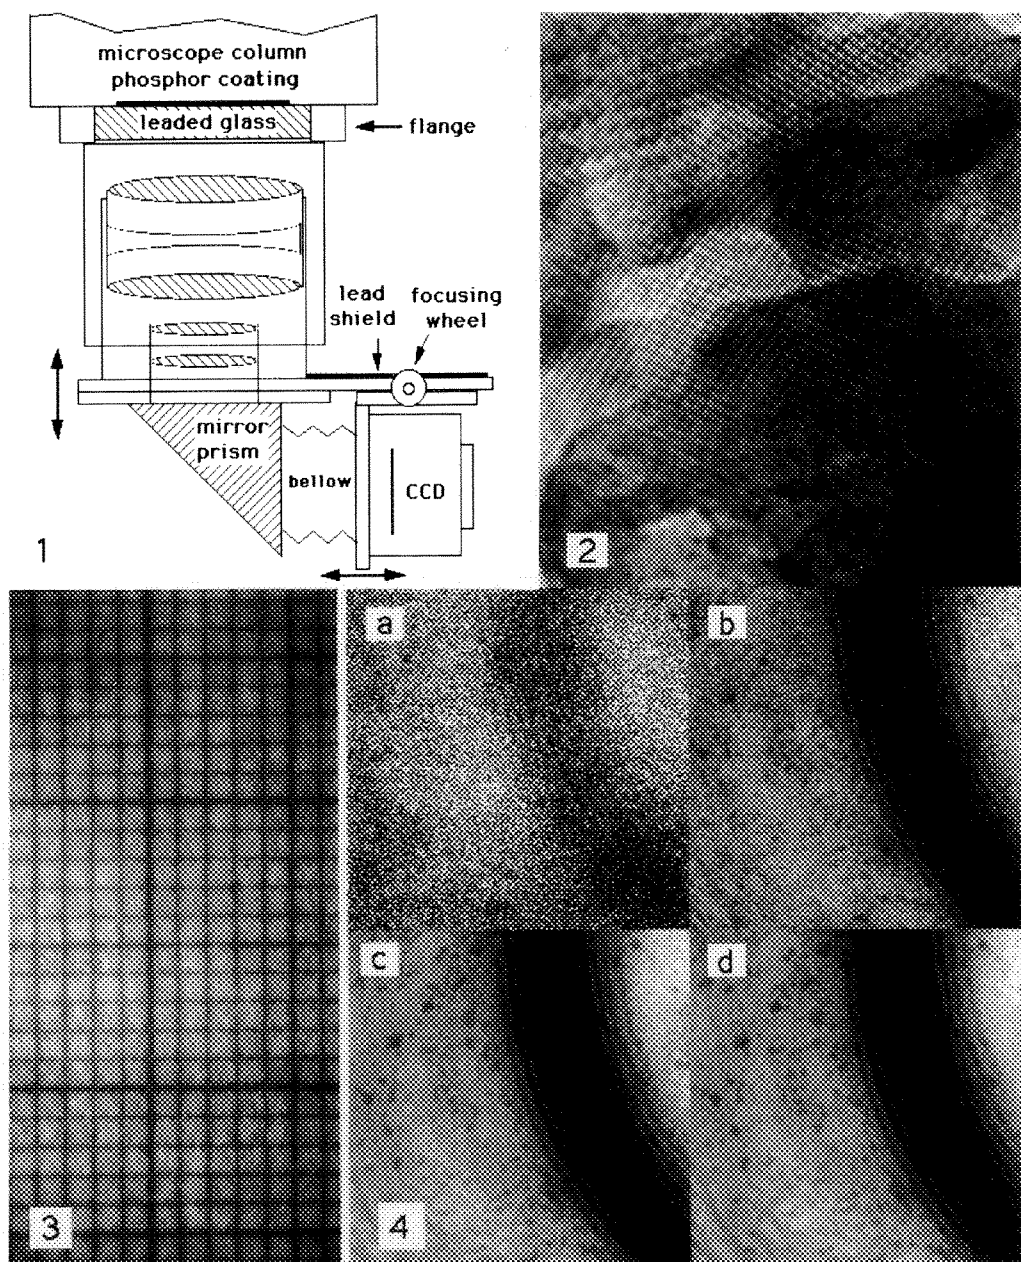 microscope column
phosphor coating
leaded glass
flange
lead
shield
focusing
wheel
mirror
prism
bellow
CCD
1
2
3
4
a
b
c
d